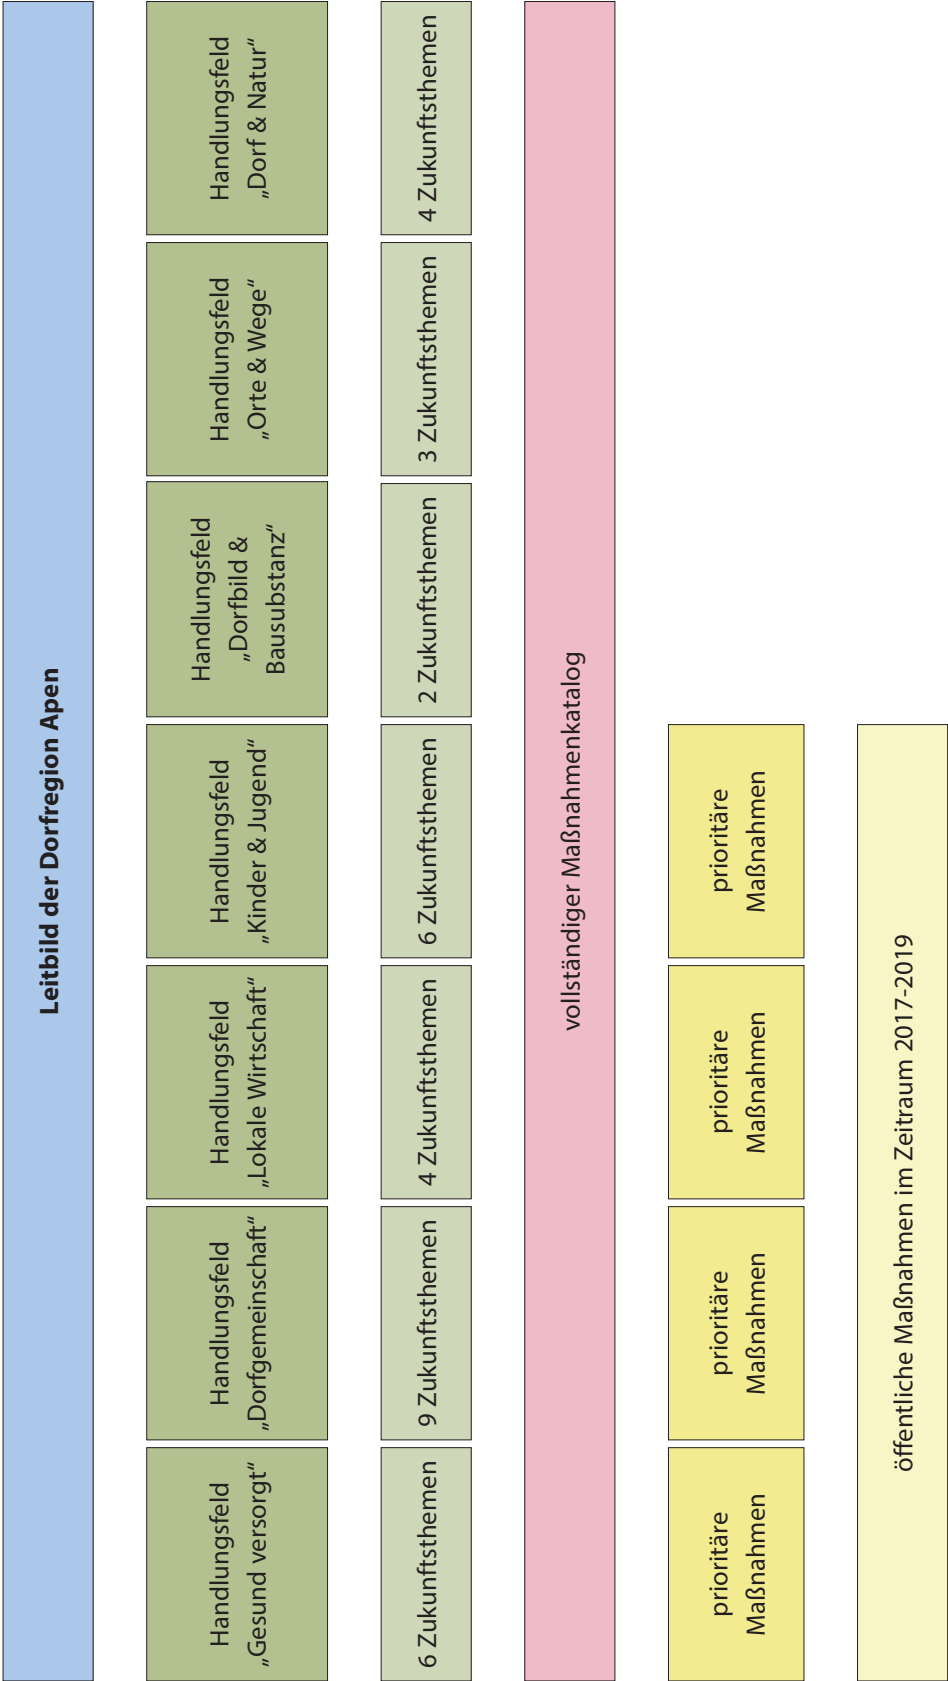 Leitbild der Dorfregion Apen
Handlungsfeld
„Gesund versorgt“
Handlungsfeld
„Dorfgemeinschaft“
Handlungsfeld
„Lokale Wirtschaft“
Handlungsfeld
„Kinder & Jugend“
Handlungsfeld
„Dorfbild &
Bausubstanz“
Handlungsfeld
„Orte & Wege“
Handlungsfeld
„Dorf & Natur“
6 Zukunftsthemen
9 Zukunftsthemen
4 Zukunftsthemen
6 Zukunftsthemen
2 Zukunftsthemen
3 Zukunftsthemen
4 Zukunftsthemen
vollständiger Maßnahmenkatalog
prioritäre
Maßnahmen
prioritäre
Maßnahmen
prioritäre
Maßnahmen
prioritäre
Maßnahmen
öffentliche Maßnahmen im Zeitraum 2017-2019